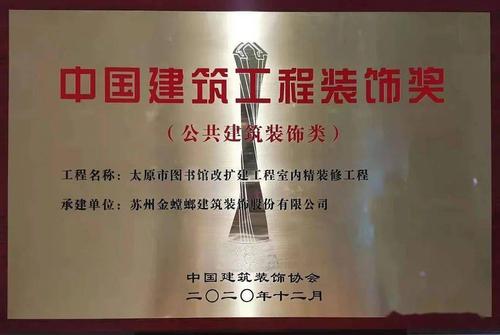 中国建筑工程装饰奖
（公共建筑装饰类）
工程名称：太原市图书馆改扩建工程室内精装修工程
承建单位：苏州金螳螂建筑装饰股份有限公司
中国建筑装饰协会
二〇二〇年十二月